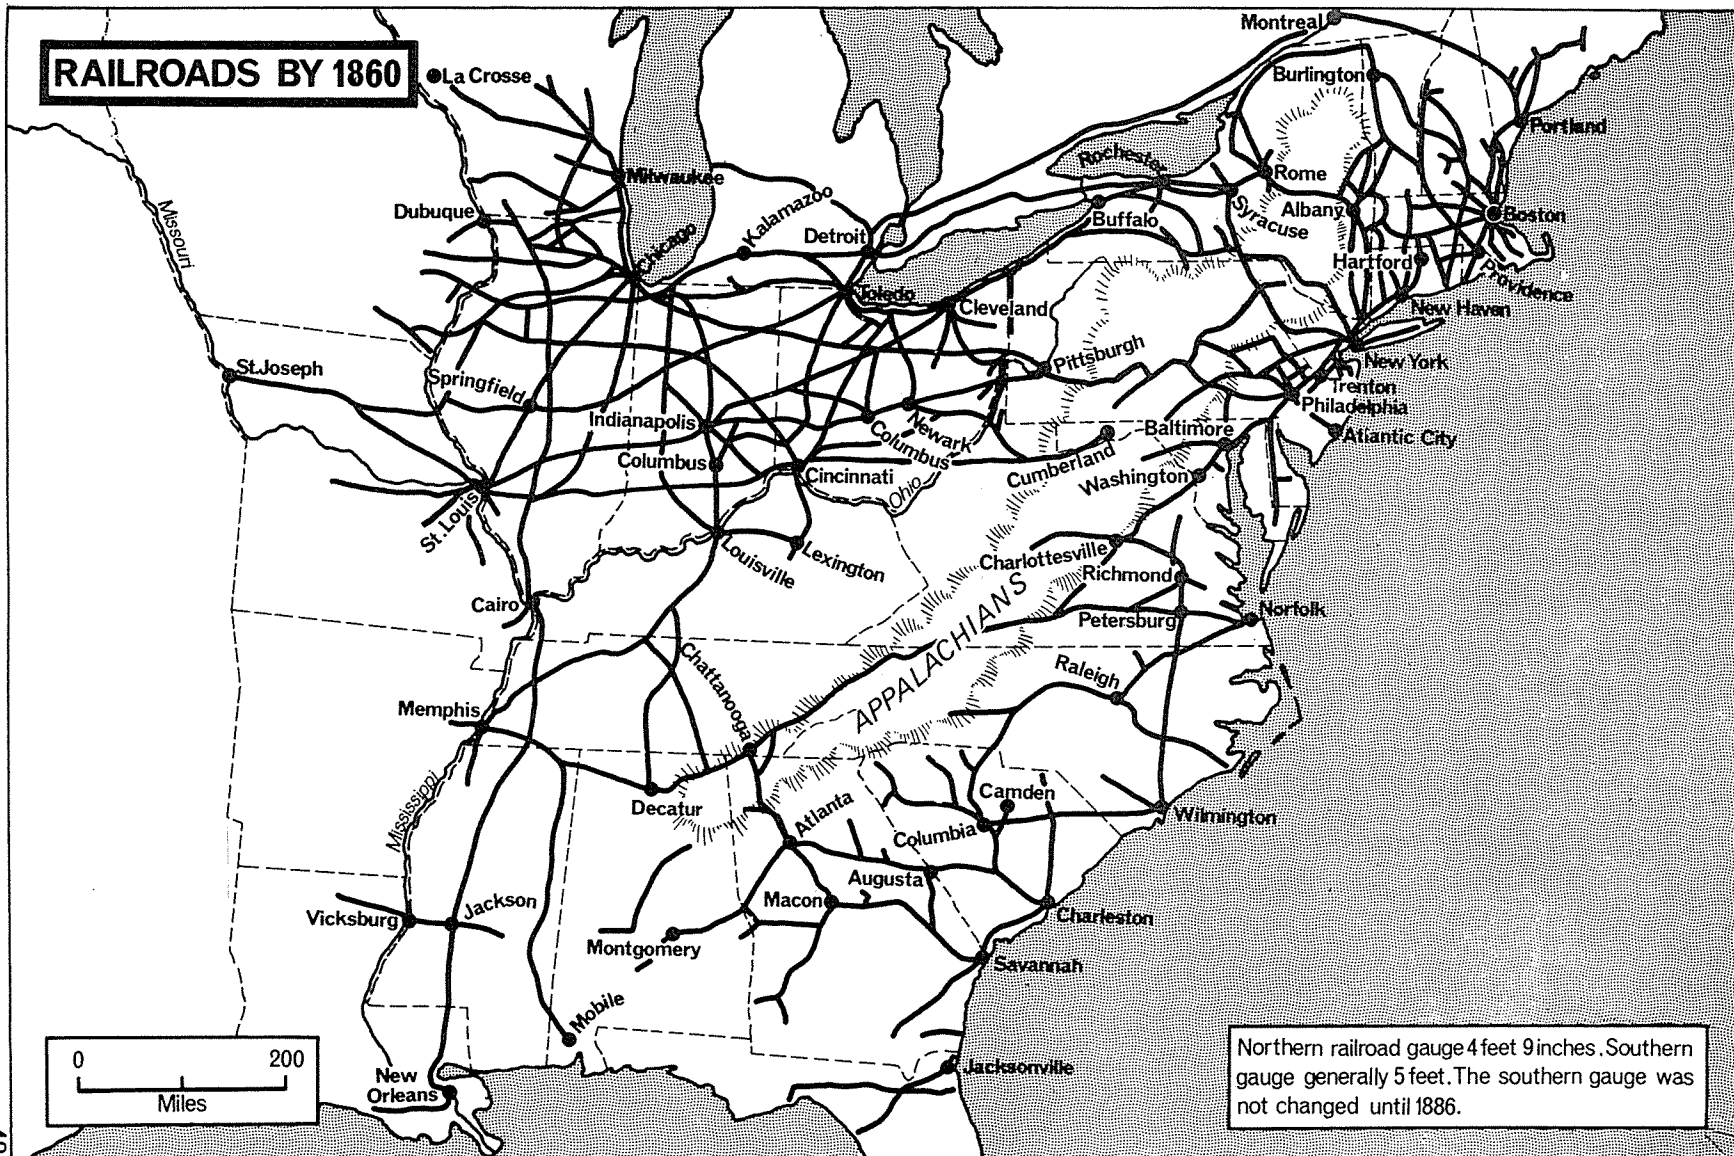 RAILROADS BY 1860
La Crosse
Montreal
Burlington
Portland
Rochester
Rome
Milwaukee
Missouri
Dubuque
Kalamazoo
Detroit
Buffalo
Syracuse
Albany
Boston
Chicago
Hartford
Providence
Toledo
Cleveland
New Haven
St.Joseph
Pittsburgh
New York
Springfield
Trenton
Philadelphia
Indianapolis
Newark
Columbus
Baltimore
Atlantic City
Columbus
Cincinnati
Cumberland
Washington
Ohio
St.Louis
Louisville
Lexington
Charlottesville
Richmond
Cairo
APPALACHIANS
Petersburg
Norfolk
Chattanooga
Raleigh
Memphis
Mississippi
Decatur
Atlanta
Camden
Columbia
Wilmington
Augusta
Vicksburg
Jackson
Macon
Charleston
Montgomery
Savannah
Mobile
0 200
Miles
New
Orleans
Jacksonville
Northern railroad gauge 4 feet 9 inches. Southern
gauge generally 5 feet. The southern gauge was
not changed until 1886.